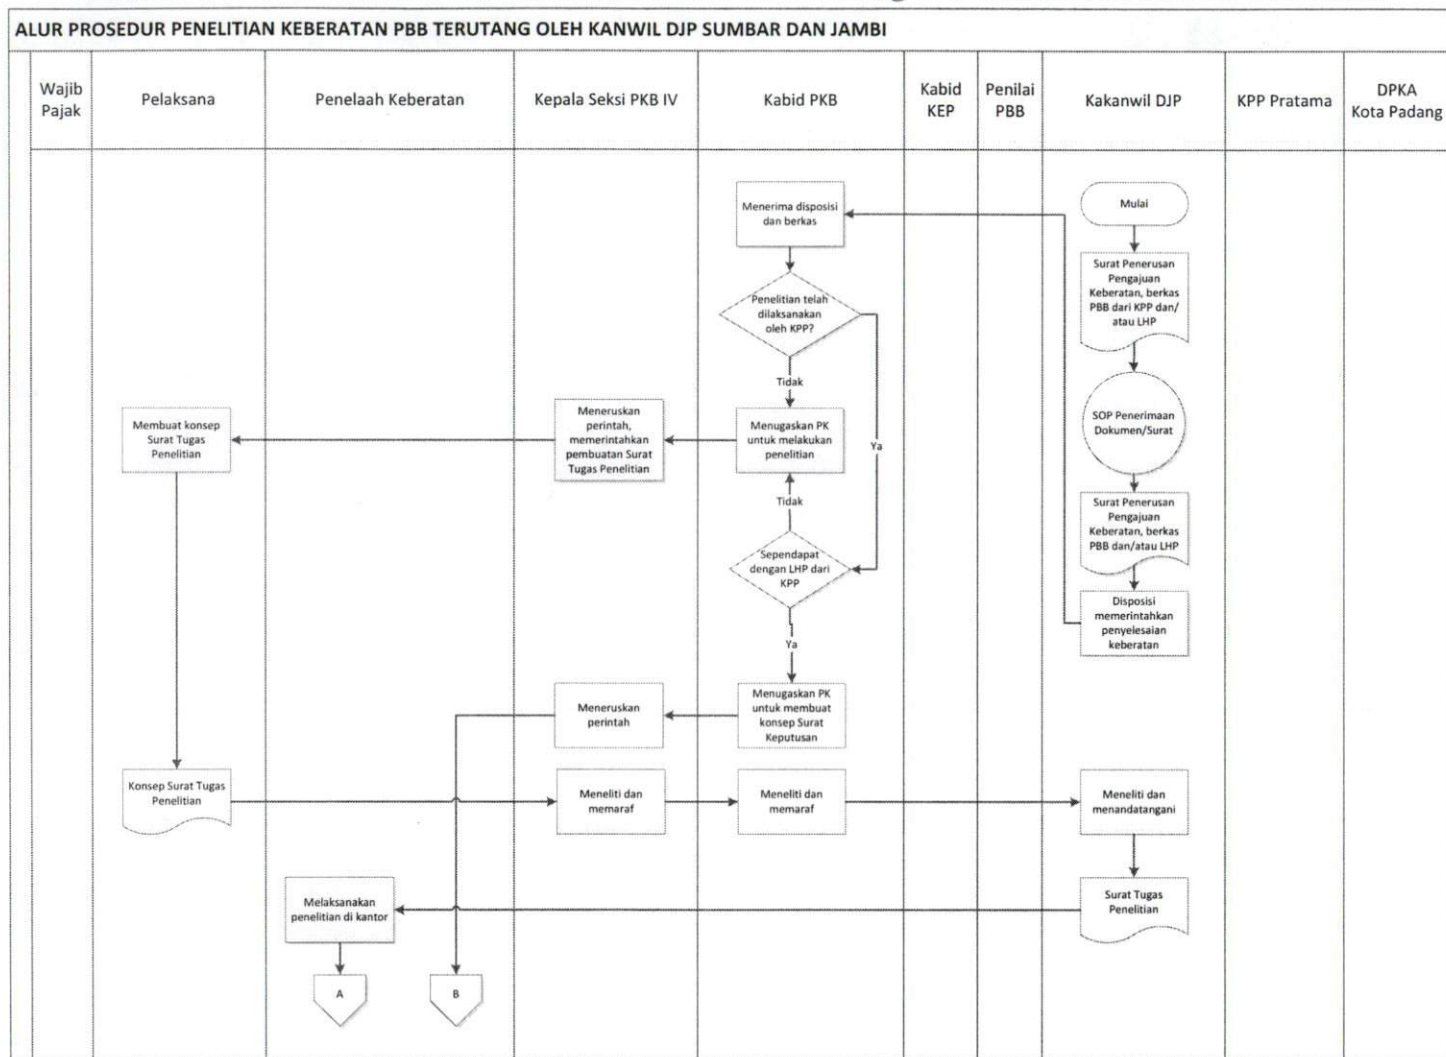 ALUR PROSEDUR PENELITIAN KEBERATAN PBB TERUTANG OLEH KANWIL DJP SUMBAR DAN JAMBI
Wajib
Pajak
Pelaksana
Penelaah Keberatan
Kepala Seksi PKB IV
Kabid PKB
Kabid
KEP
Penilai
PBB
Kakanwil DJP
KPP Pratama
DPKA
Kota Padang
Menerima disposisi
dan berkas
Mulai
Surat Penerusan
Pengajuan
Keberatan, berkas
PBB dari KPP dan/
atau LHP
Penelitian telah
dilaksanakan
oleh KPP?
Tidak
Ya
SOP Penerimaan
Dokumen/Surat
Membuat konsep
Surat Tugas
Penelitian
Meneruskan
perintah,
memerintahkan
pembuatan Surat
Tugas Penelitian
Menugaskan PK
untuk melakukan
penelitian
Tidak
Surat Penerusan
Pengajuan
Keberatan, berkas
PBB dan/atau LHP
Sependapat
dengan LHP dari
KPP
Disposisi
memerintahkan
penyelesaian
keberatan
Ya
Meneruskan
perintah
Menugaskan PK
untuk membuat
konsep Surat
Keputusan
Konsep Surat Tugas
Penelitian
Meneliti dan
memaraf
Meneliti dan
memaraf
Meneliti dan
menandatangani
Melaksanakan
penelitian di kantor
Surat Tugas
Penelitian
A
B